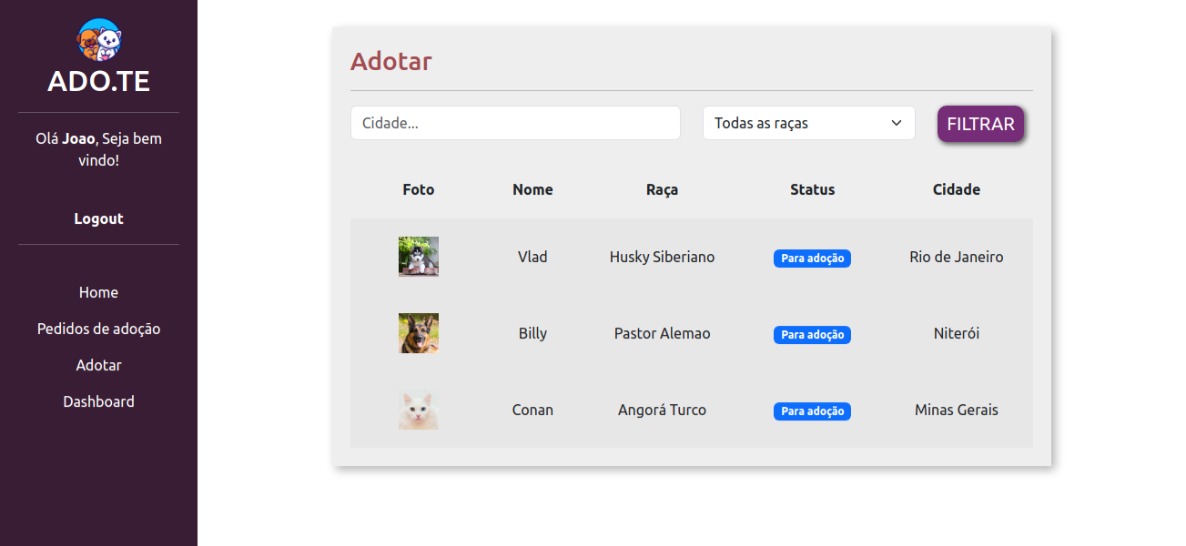 ADO.TE
Olá Joao, Seja bem
vindo!
Logout
Home
Pedidos de adoção
Adotar
Dashboard
Adotar
Cidade...
Todas as raças
FILTRAR
Foto Nome Raça Status Cidade
Vlad Husky Siberiano Para adoção Rio de Janeiro
Billy Pastor Alemao Para adoção Niterói
Conan Angorá Turco Para adoção Minas Gerais